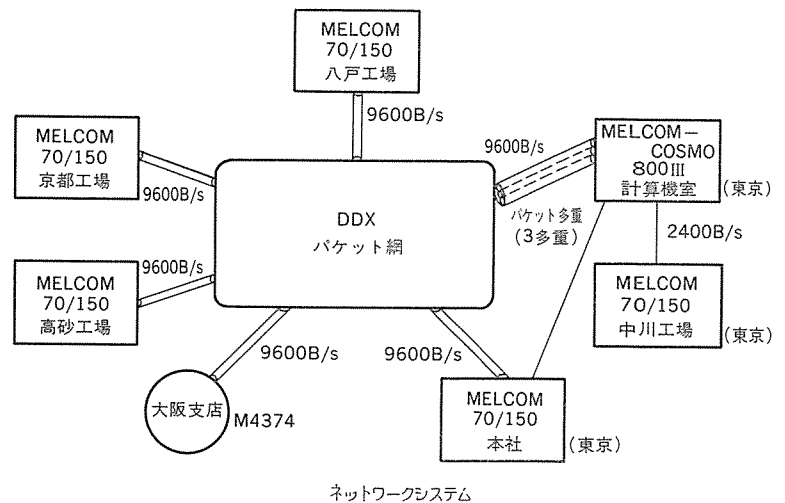 MELCOM
70/150
八戸工場
9600B/s
MELCOM
70/150
京都工場
9600B/s
9600B/s
MELCOM－
COSMO
800III
計算機室
(東京)
DDX
パケット網
パケット多重
(3多重)
2400B/s
MELCOM
70/150
高砂工場
9600B/s
MELCOM
70/150
中川工場
(東京)
9600B/s
9600B/s
大阪支店
M4374
MELCOM
70/150
本社
(東京)
ネットワークシステム